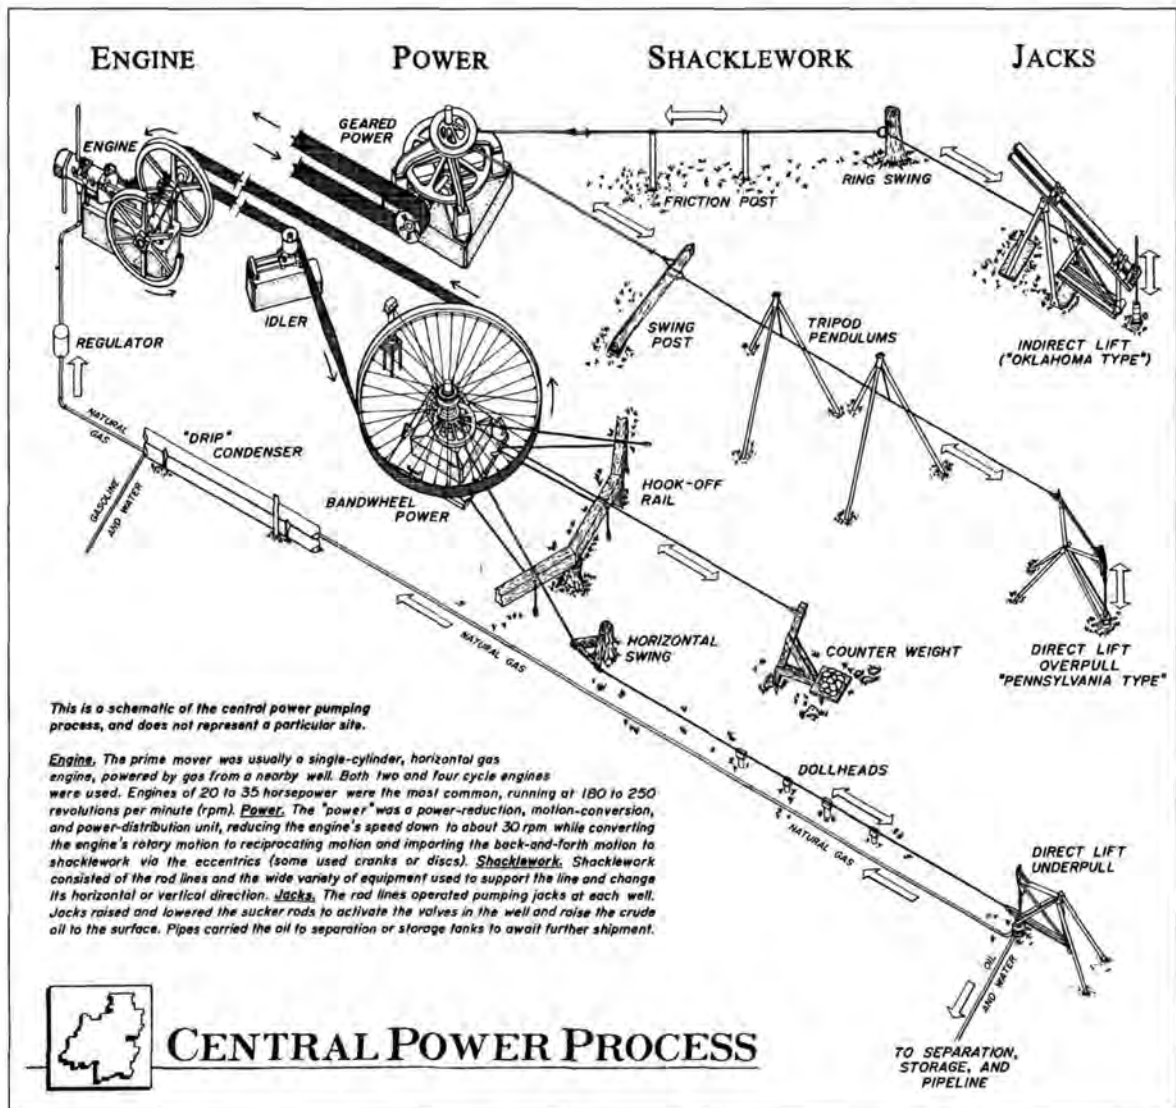 ENGINE
POWER
SHACKLEWORK
JACKS
ENGINE
GEARED
POWER
FRICTION POST
RING SWING
REGULATOR
IDLER
SWING
POST
TRIPOD
PENDULUMS
INDIRECT LIFT
("OKLAHOMA TYPE")
NATURAL
GAS
"DRIP"
CONDENSER
GASOLINE
AND WATER
BANDWHEEL
POWER
HOOK-OFF
RAIL
NATURAL GAS
HORIZONTAL
SWING
COUNTER WEIGHT
DIRECT LIFT
OVERPULL
"PENNSYLVANIA TYPE"
This is a schematic of the central power pumping
process, and does not represent a particular site.
Engine. The prime mover was usually a single-cylinder, horizontal gas
engine, powered by gas from a nearby well. Both two and four cycle engines
were used. Engines of 20 to 35 horsepower were the most common, running at 180 to 250
revolutions per minute (rpm). Power. The "power" was a power-reduction, motion-conversion,
and power-distribution unit, reducing the engine's speed down to about 30 rpm while converting
the engine's rotary motion to reciprocating motion and imparting the back-and-forth motion to
shacklework via the eccentrics (some used cranks or discs). Shacklework. Shacklework
consisted of the rod lines and the wide variety of equipment used to support the line and change
its horizontal or vertical direction. Jacks. The rod lines operated pumping jacks at each well.
Jacks raised and lowered the sucker rods to activate the valves in the well and raise the crude
oil to the surface. Pipes carried the oil to separation or storage tanks to await further shipment.
DOLLHEADS
NATURAL GAS
DIRECT LIFT
UNDERPULL
OIL
AND WATER
TO SEPARATION,
STORAGE, AND
PIPELINE
CENTRAL POWER PROCESS